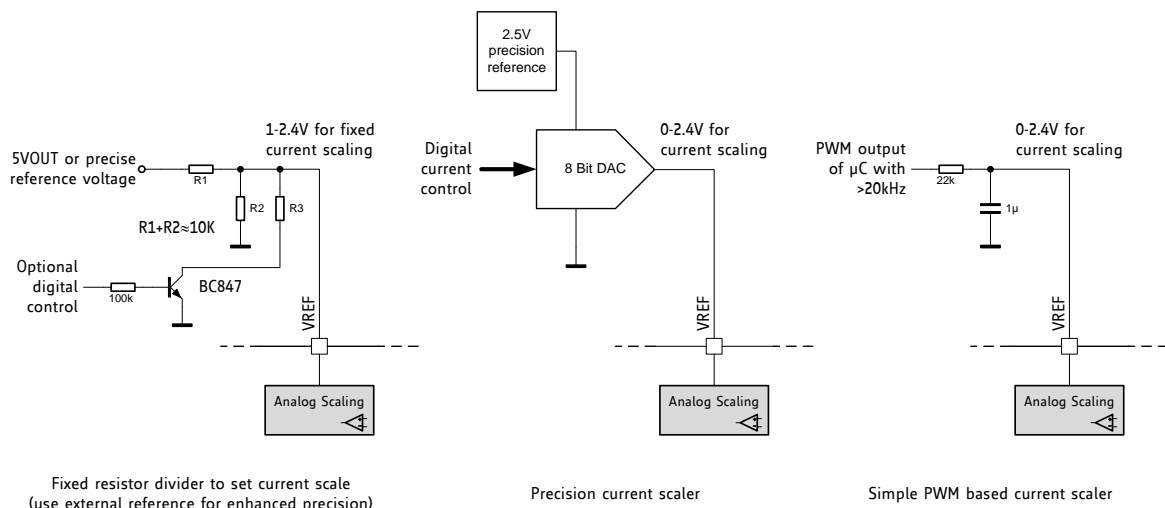 2.5V
precision
reference
1-2.4V for fixed
current scaling
5VOUT or precise
reference voltage
R1
R2
R3
R1+R2≈10K
Optional
digital
control
100k
BC847
VREF
Analog Scaling
Fixed resistor divider to set current scale
(use external reference for enhanced precision)
Digital
current
control
8 Bit DAC
0-2.4V for
current scaling
VREF
Analog Scaling
Precision current scaler
PWM output
of µC with
>20kHz
22k
0-2.4V for
current scaling
1µ
VREF
Analog Scaling
Simple PWM based current scaler